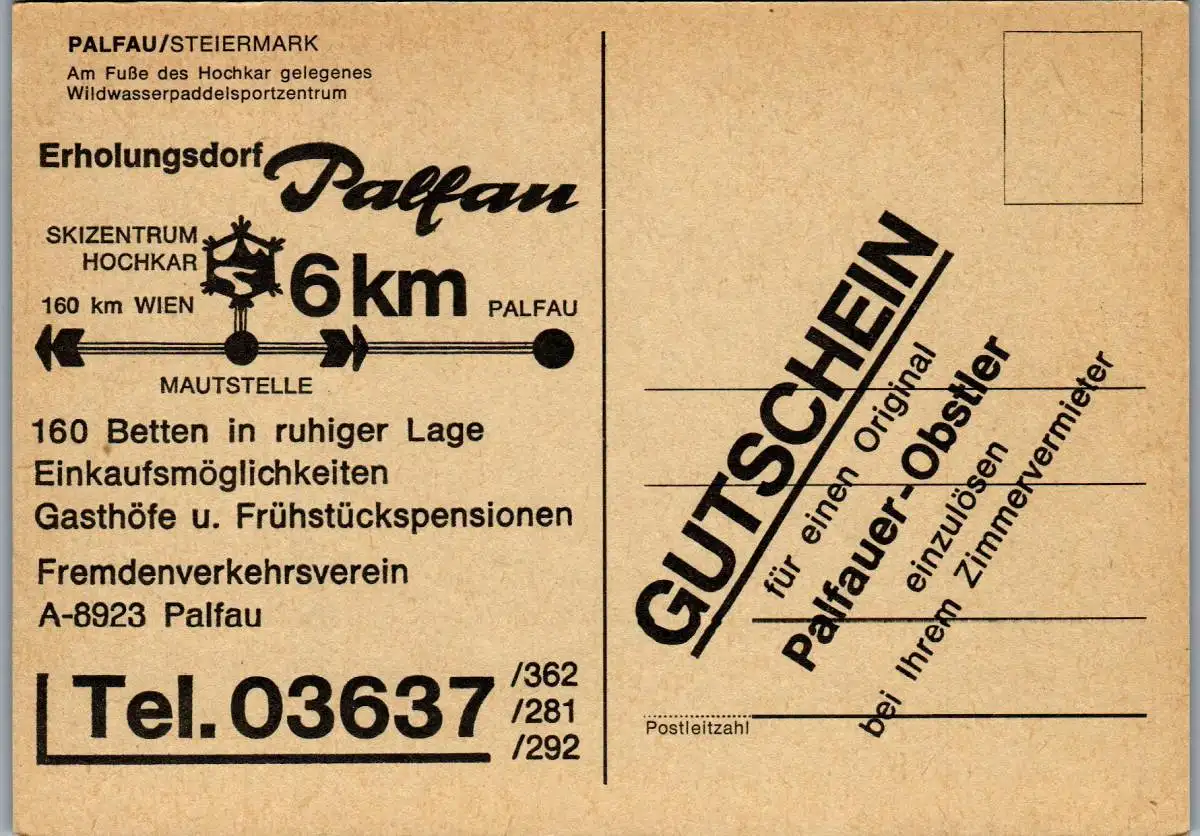 PALFAU/STEIERMARK
Am Fuße des Hochkar gelegenes
Wildwasserpaddelsportzentrum
Erholungsdorf Palfau
SKIZENTRUM
HOCHKAR
6 km
160 km WIEN
PALFAU
MAUTSTELLE
160 Betten in ruhiger Lage
Einkaufsmöglichkeiten
Gasthöfe u. Frühstückspensionen
Fremdenverkehrsverein
A-8923 Palfau
Tel. 03637 /362
/281
/292
GUTSCHEIN
für einen Original
Palfauer-Obstler
einzulösen
bei Ihrem Zimmervermieter
Postleitzahl